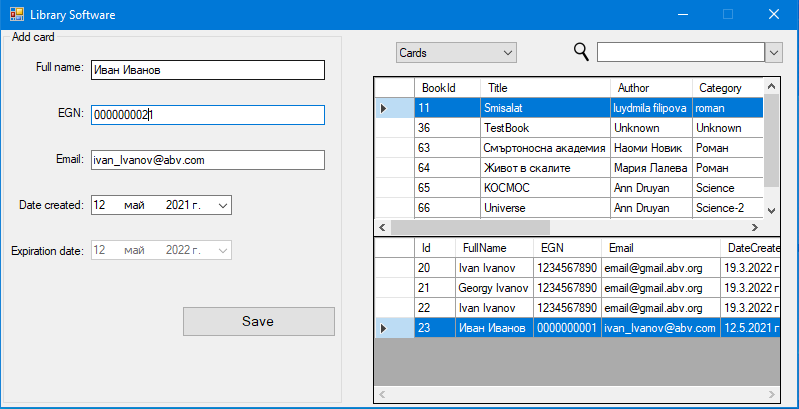 Library Software
Add card
Full name: Иван Иванов
EGN: 0000000021
Email: ivan_Ivanov@abv.com
Date created: 12 май 2021 г.
Expiration date: 12 май 2022 г.
Save
Cards
BookId Title Author Category
11 Smisalat luydmila filipova roman
36 TestBook Unknown Unknown
63 Смъртоносна академия Наоми Новик Роман
64 Живот в скалите Мария Лалева Роман
65 КОСМОС Ann Druyan Science
66 Universe Ann Druyan Science-2
Id FullName EGN Email DateCreate
20 Ivan Ivanov 1234567890 email@gmail.abv.org 19.3.2022 г
21 Georgy Ivanov 1234567890 email@gmail.abv.org 19.3.2022 г
22 Ivan Ivanov 1234567890 email@gmail.abv.org 19.3.2022 г
23 Иван Иванов 0000000001 ivan_Ivanov@abv.com 12.5.2021 г